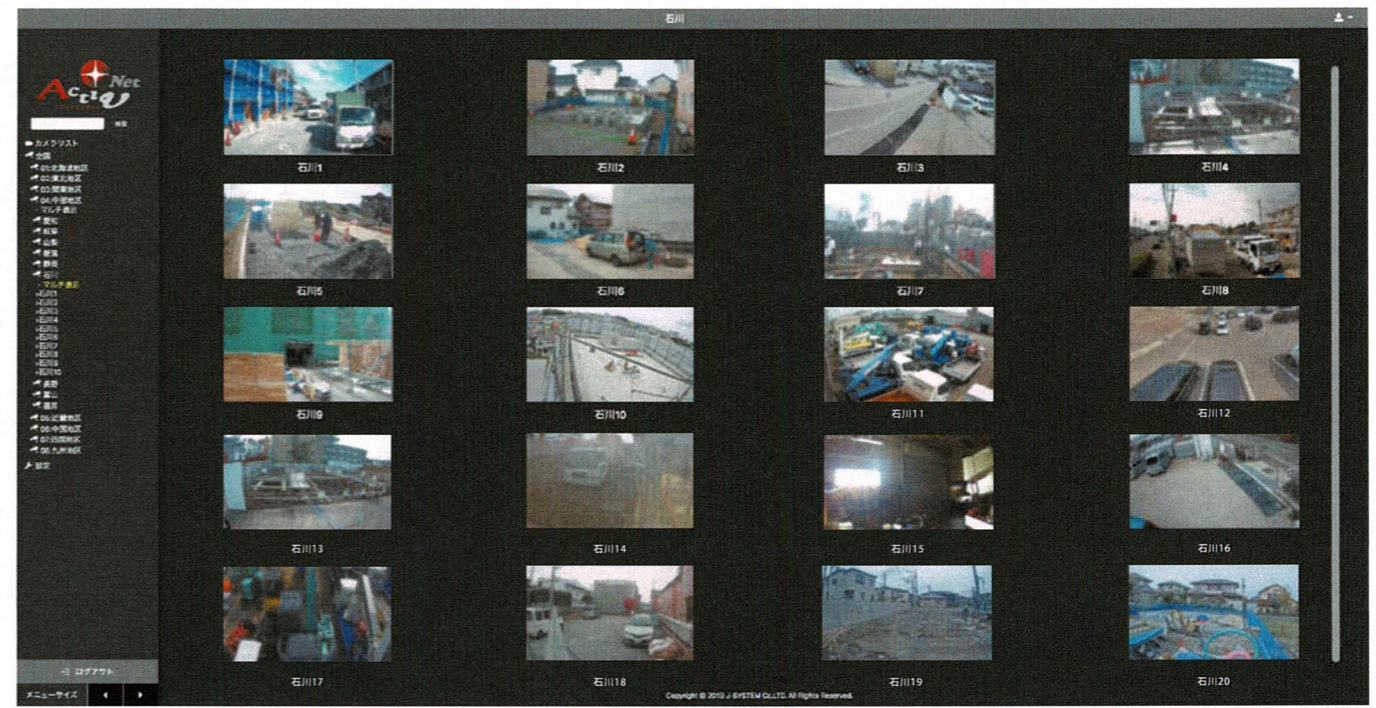 石川
Activ Net
検索
カメラリスト
全国
01:北海道地区
02:東北地区
03:関東地区
04:中部地区
マルチ表示
愛知
岐阜
山梨
新潟
静岡
石川
マルチ表示
石川1
石川2
石川3
石川4
石川5
石川6
石川7
石川8
石川9
石川10
長野
富山
福井
05:近畿地区
06:中国地区
07:四国地区
08:九州地区
設定
ログアウト
メニューサイズ
石川1 石川2 石川3 石川4
石川5 石川6 石川7 石川8
石川9 石川10 石川11 石川12
石川13 石川14 石川15 石川16
石川17 石川18 石川19 石川20
Copyright © 2019 J-SYSTEM Co.,LTD. All Rights Reserved.